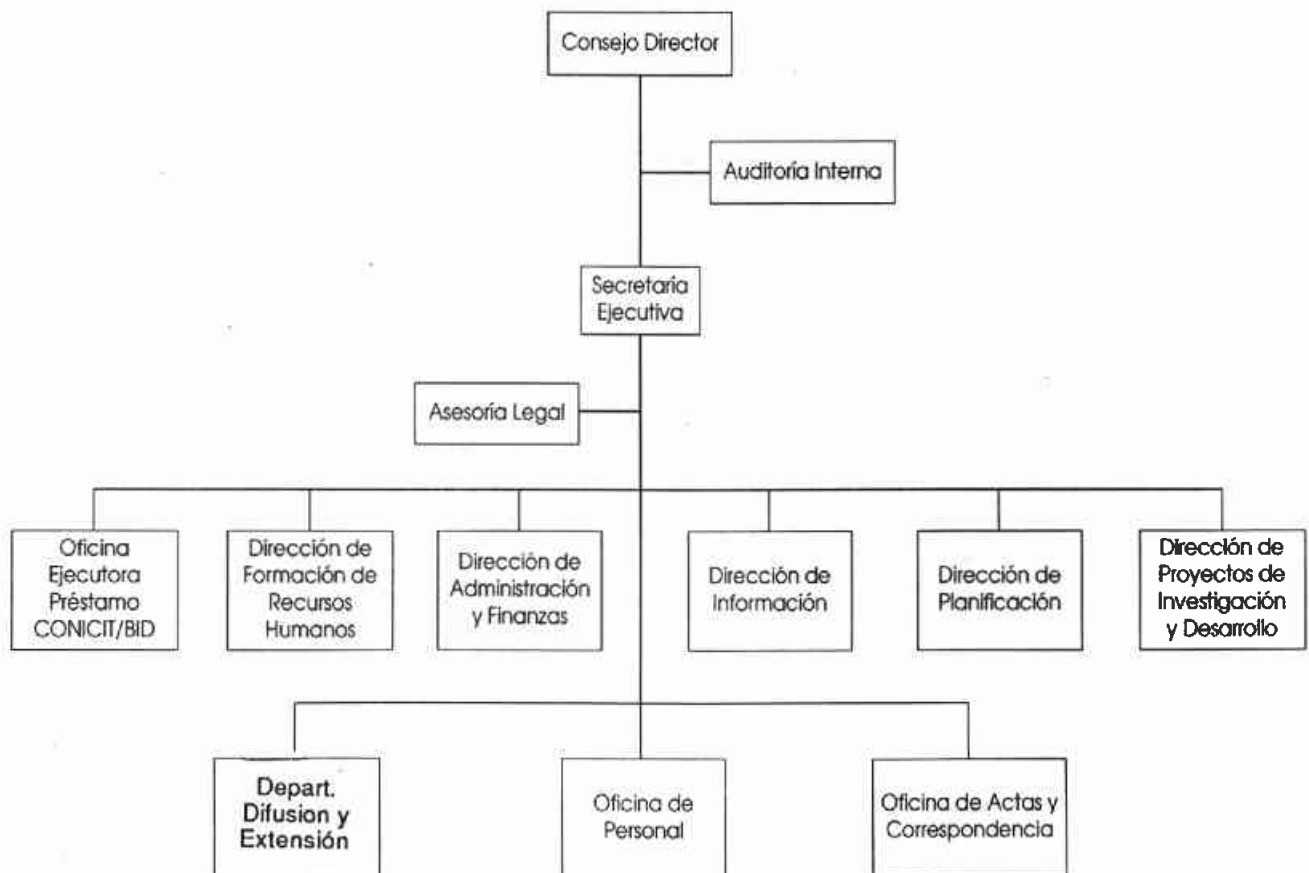 Consejo Director
Auditoría Interna
Secretaría
Ejecutiva
Asesoría Legal
Oficina
Ejecutora
Préstamo
CONICIT/BID
Dirección de
Formación de
Recursos
Humanos
Dirección de
Administración
y Finanzas
Dirección de
Información
Dirección de
Planificación
Dirección de
Proyectos de
Investigación
y Desarrollo
Depart.
Difusion y
Extensión
Oficina de
Personal
Oficina de Actas y
Correspondencia